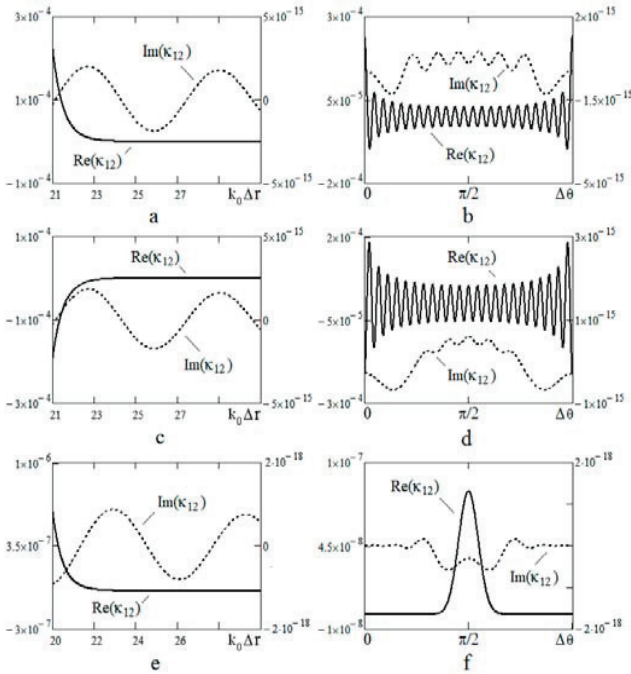 3×10⁻⁴ 5×10⁻¹⁵
Im(κ₁₂)
1×10⁻⁴ 0
Re(κ₁₂)
−1×10⁻⁴ −5×10⁻¹⁵
21 23 25 27 k₀Δr
a
3×10⁻⁴ 2×10⁻¹⁵
Im(κ₁₂)
5×10⁻⁵ 1.5×10⁻¹⁵
Re(κ₁₂)
−2×10⁻⁴ 5×10⁻¹⁵
0 π/2 Δθ
b
1×10⁻⁴ 5×10⁻¹⁵
Re(κ₁₂)
−1×10⁻⁴ 0
Im(κ₁₂)
−3×10⁻⁴ 5×10⁻¹⁵
21 23 25 27 k₀Δr
c
2×10⁻⁴ 3×10⁻¹⁵
Re(κ₁₂)
−5×10⁻⁵ 1×10⁻¹⁵
Im(κ₁₂)
−3×10⁻⁴ −1×10⁻¹⁵
0 π/2 Δθ
d
1×10⁻⁶ 2×10⁻¹⁸
Im(κ₁₂)
3.5×10⁻⁷ 0
Re(κ₁₂)
−3×10⁻⁷ −2×10⁻¹⁸
20 22 24 26 k₀Δr
e
1×10⁻⁷ 2×10⁻¹⁸
Re(κ₁₂)
4.5×10⁻⁸ 0
Im(κ₁₂)
−1×10⁻⁸ −2×10⁻¹⁸
0 π/2 Δθ
f